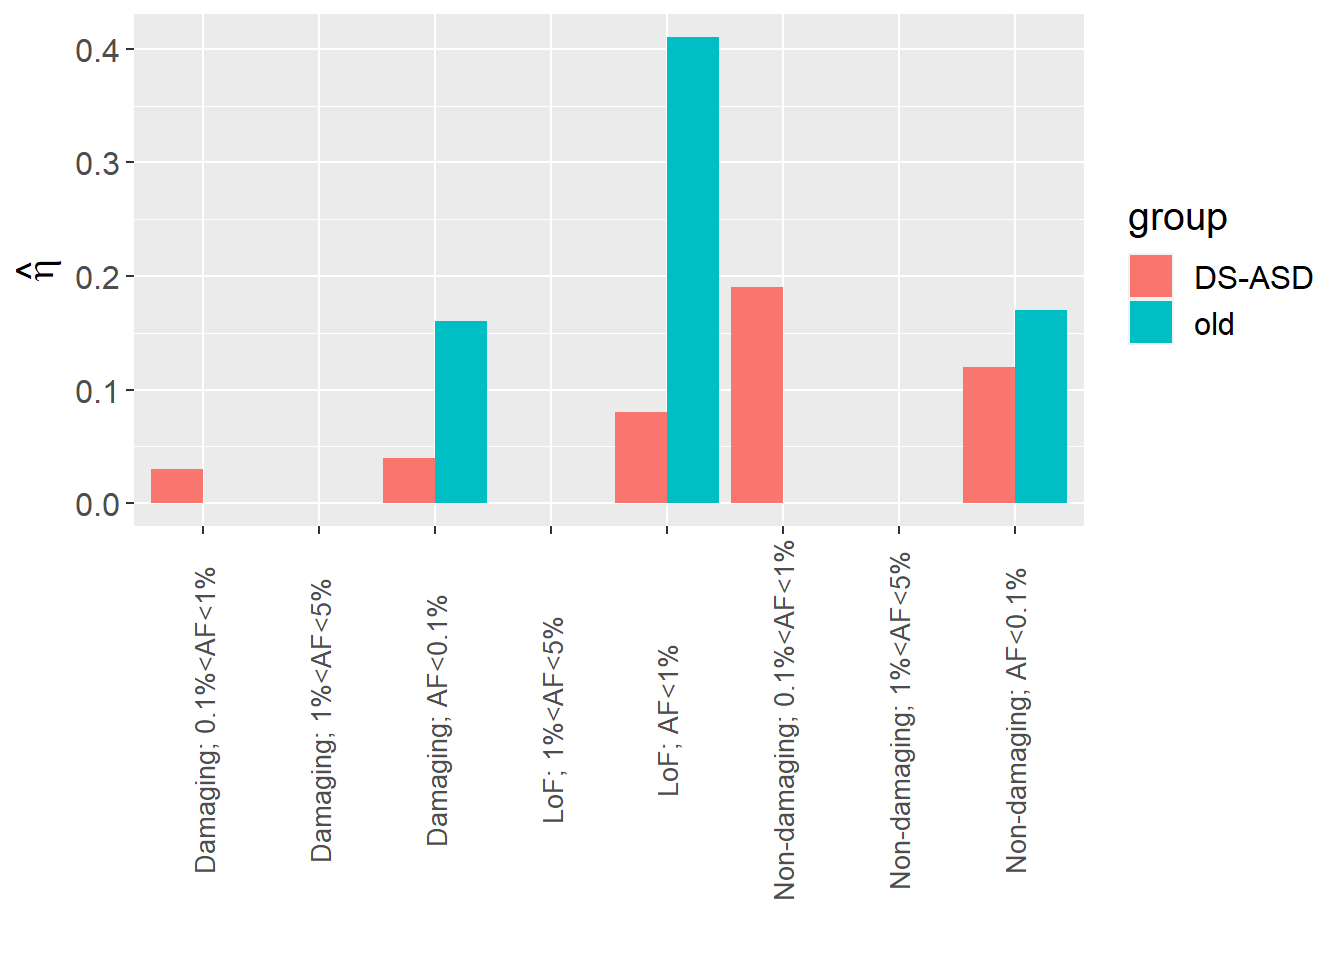 0.4
0.3
0.2
0.1
0.0
η̂
Damaging; 0.1%<AF<1%
Damaging; 1%<AF<5%
Damaging; AF<0.1%
LoF; 1%<AF<5%
LoF; AF<1%
Non-damaging; 0.1%<AF<1%
Non-damaging; 1%<AF<5%
Non-damaging; AF<0.1%
group
DS-ASD
old